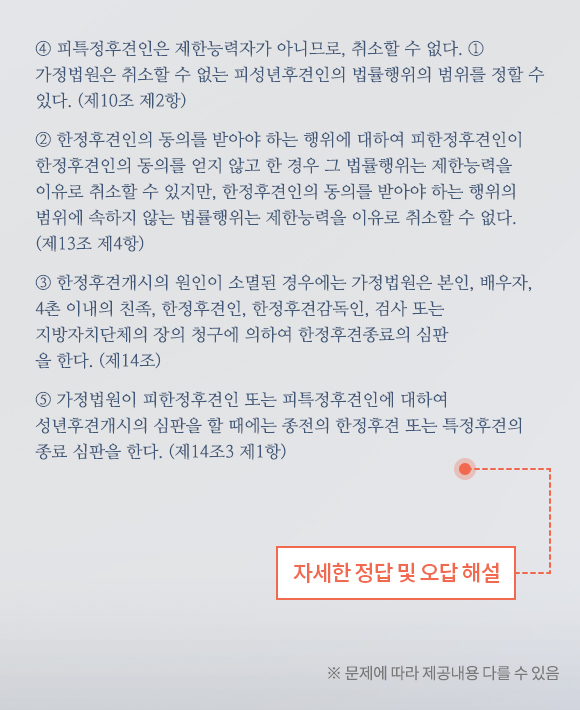 ④ 피특정후견인은 제한능력자가 아니므로, 취소할 수 없다. ①
가정법원은 취소할 수 없는 피성년후견인의 법률행위의 범위를 정할 수
있다. (제10조 제2항)
② 한정후견인의 동의를 받아야 하는 행위에 대하여 피한정후견인이
한정후견인의 동의를 얻지 않고 한 경우 그 법률행위는 제한능력을
이유로 취소할 수 있지만, 한정후견인의 동의를 받아야 하는 행위의
범위에 속하지 않는 법률행위는 제한능력을 이유로 취소할 수 없다.
(제13조 제4항)
③ 한정후견개시의 원인이 소멸된 경우에는 가정법원은 본인, 배우자,
4촌 이내의 친족, 한정후견인, 한정후견감독인, 검사 또는
지방자치단체의 장의 청구에 의하여 한정후견종료의 심판
을 한다. (제14조)
⑤ 가정법원이 피한정후견인 또는 피특정후견인에 대하여
성년후견개시의 심판을 할 때에는 종전의 한정후견 또는 특정후견의
종료 심판을 한다. (제14조3 제1항)
자세한 정답 및 오답 해설
※ 문제에 따라 제공내용 다를 수 있음